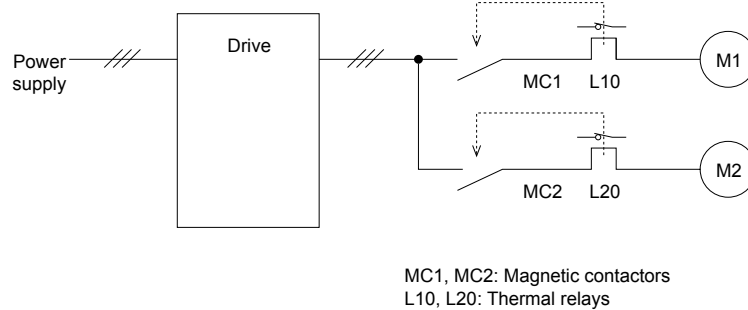 Drive
Power
supply
MC1 L10
M1
MC2 L20
M2
MC1, MC2: Magnetic contactors
L10, L20: Thermal relays